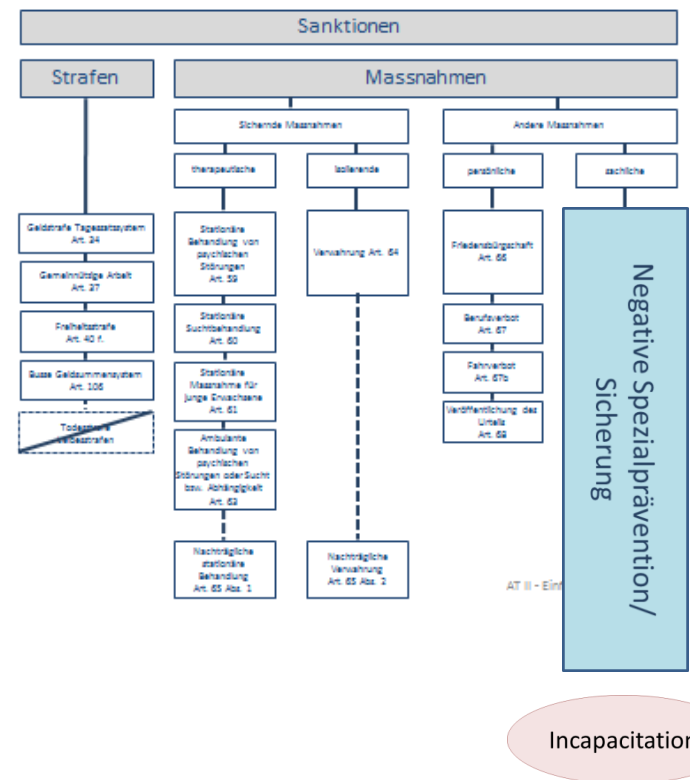 Sanktionen
Strafen
Massnahmen
Sichernde Massnahmen
Andere Massnahmen
therapeutische
isolierende
persönliche
sachliche
Geldstrafe Tagessatzsystem
Art. 34
Gemeinnützige Arbeit
Art. 37
Freiheitsstrafe
Art. 40 f.
Busse Geldsummensystem
Art. 106
Todesstrafe
Leibesstrafen
Stationäre
Behandlung von
psychischen
Störungen
Art. 59
Stationäre
Suchtbehandlung
Art. 60
Stationäre
Massnahme für
junge Erwachsene
Art. 61
Ambulante
Behandlung von
psychischen
Störungen oder Sucht
bzw. Abhängigkeit
Art. 63
Nachträgliche
stationäre
Behandlung
Art. 65 Abs. 1
Verwahrung Art. 64
Nachträgliche
Verwahrung
Art. 65 Abs. 2
Friedensbürgschaft
Art. 66
Berufsverbot
Art. 67
Fahrverbot
Art. 67b
Veröffentlichung des
Urteils
Art. 68
Negative Spezialprävention/
Sicherung
AT II - Einf
Incapacitation